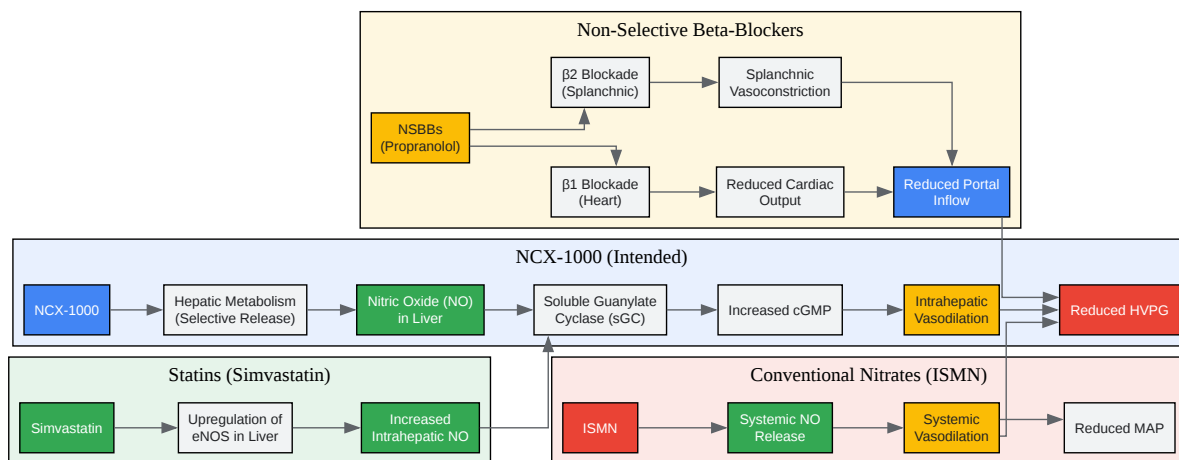 Non-Selective Beta-Blockers
β2 Blockade
(Splanchnic)
Splanchnic
Vasoconstriction
NSBBs
(Propranolol)
β1 Blockade
(Heart)
Reduced Cardiac
Output
Reduced Portal
Inflow
NCX-1000 (Intended)
NCX-1000
Hepatic Metabolism
(Selective Release)
Nitric Oxide (NO)
in Liver
Soluble Guanylate
Cyclase (sGC)
Increased cGMP
Intrahepatic
Vasodilation
Reduced HVPG
Statins (Simvastatin)
Simvastatin
Upregulation of
eNOS in Liver
Increased
Intrahepatic NO
Conventional Nitrates (ISMN)
ISMN
Systemic NO
Release
Systemic
Vasodilation
Reduced MAP